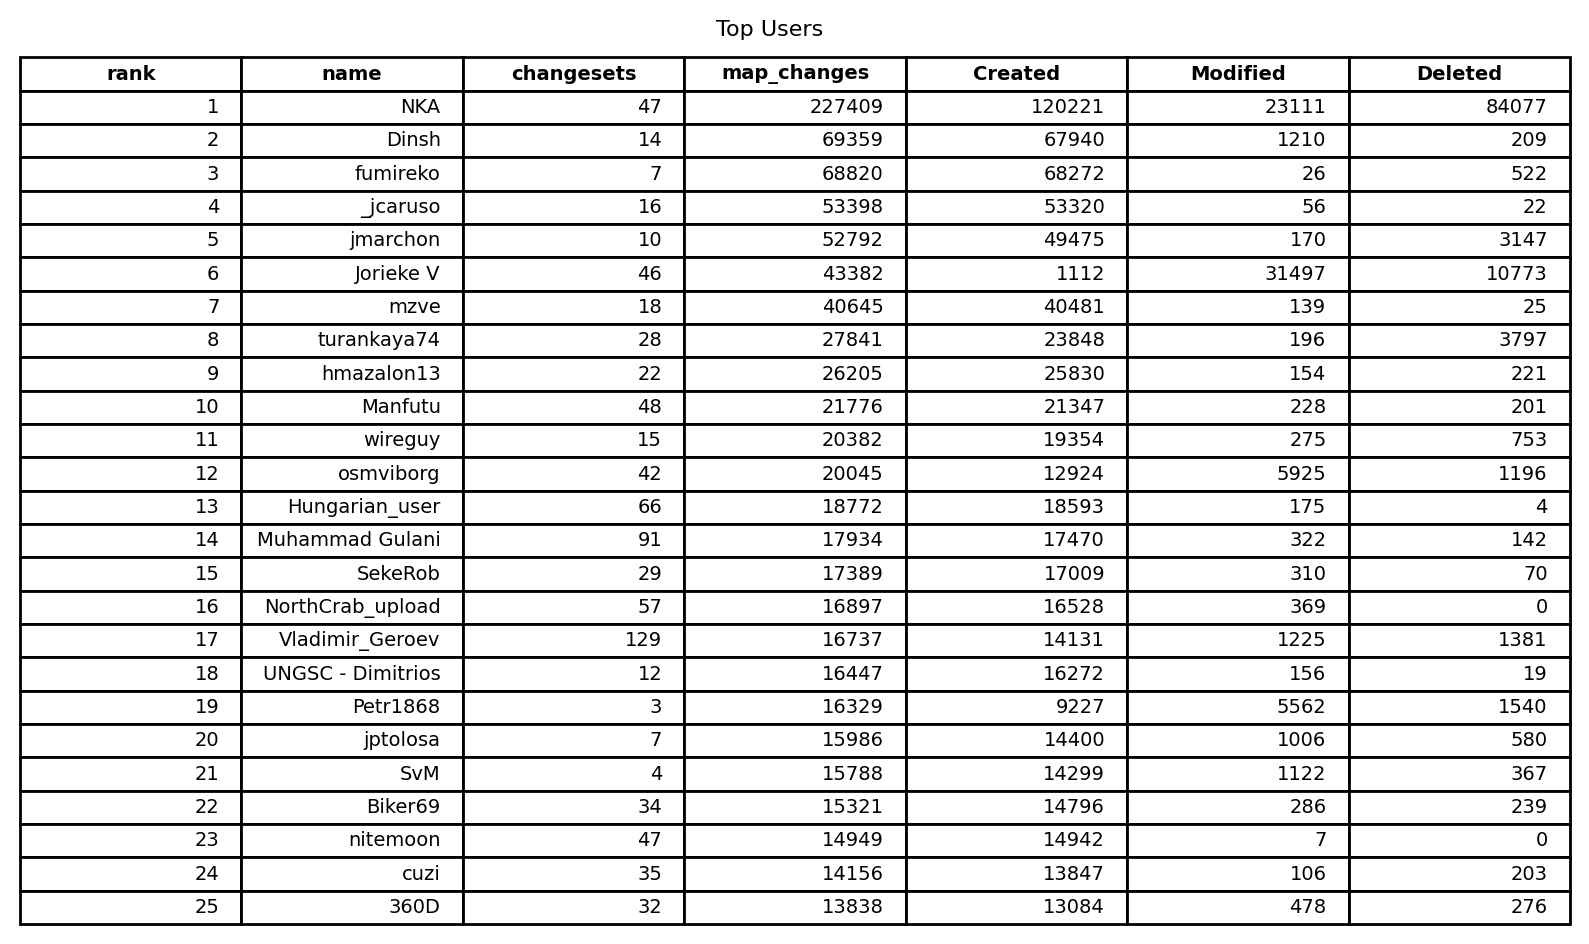 Top Users
rank name changesets map_changes Created Modified Deleted
1 NKA 47 227409 120221 23111 84077
2 Dinsh 14 69359 67940 1210 209
3 fumireko 7 68820 68272 26 522
4 _jcaruso 16 53398 53320 56 22
5 jmarchon 10 52792 49475 170 3147
6 Jorieke V 46 43382 1112 31497 10773
7 mzve 18 40645 40481 139 25
8 turankaya74 28 27841 23848 196 3797
9 hmazalon13 22 26205 25830 154 221
10 Manfutu 48 21776 21347 228 201
11 wireguy 15 20382 19354 275 753
12 osmviborg 42 20045 12924 5925 1196
13 Hungarian_user 66 18772 18593 175 4
14 Muhammad Gulani 91 17934 17470 322 142
15 SekeRob 29 17389 17009 310 70
16 NorthCrab_upload 57 16897 16528 369 0
17 Vladimir_Geroev 129 16737 14131 1225 1381
18 UNGSC - Dimitrios 12 16447 16272 156 19
19 Petr1868 3 16329 9227 5562 1540
20 jptolosa 7 15986 14400 1006 580
21 SvM 4 15788 14299 1122 367
22 Biker69 34 15321 14796 286 239
23 nitemoon 47 14949 14942 7 0
24 cuzi 35 14156 13847 106 203
25 360D 32 13838 13084 478 276